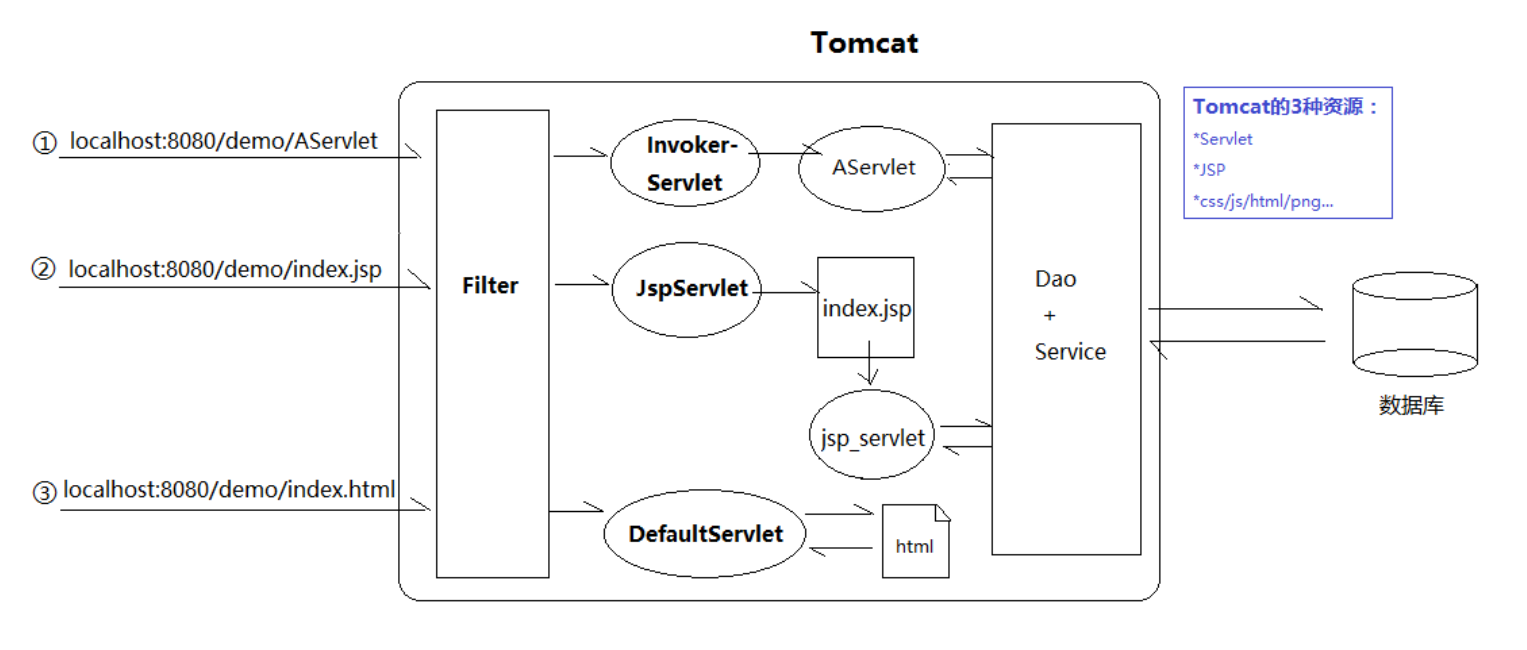 Tomcat
Tomcat的3种资源：
*Servlet
*JSP
*css/js/html/png...
① localhost:8080/demo/AServlet
Invoker-
Servlet
AServlet
② localhost:8080/demo/index.jsp
Filter
JspServlet
index.jsp
jsp_servlet
Dao
+
Service
数据库
③ localhost:8080/demo/index.html
DefaultServlet
html